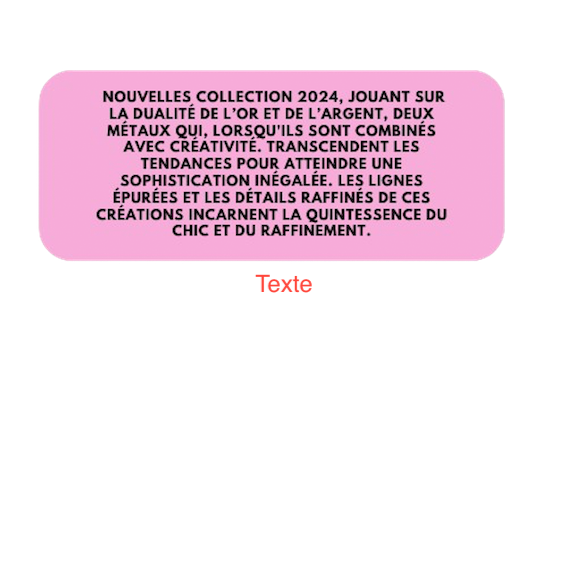 NOUVELLES COLLECTION 2024, JOUANT SUR
LA DUALITÉ DE L'OR ET DE L'ARGENT, DEUX
MÉTAUX QUI, LORSQU'ILS SONT COMBINÉS
AVEC CRÉATIVITÉ. TRANSCENDENT LES
TENDANCES POUR ATTEINDRE UNE
SOPHISTICATION INÉGALÉE. LES LIGNES
ÉPURÉES ET LES DÉTAILS RAFFINÉS DE CES
CRÉATIONS INCARNENT LA QUINTESSENCE DU
CHIC ET DU RAFFINEMENT.
Texte